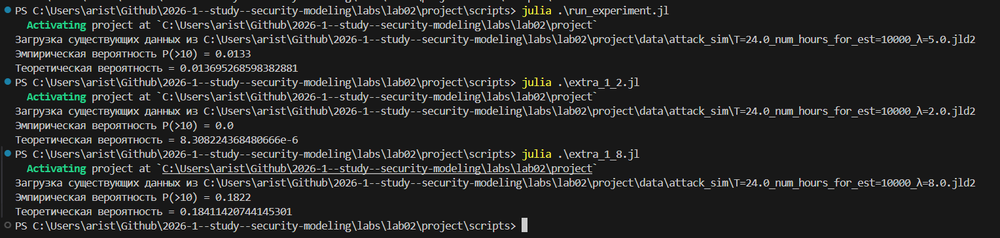 PS C:\Users\arist\Github\2026-1--study--security-modeling\labs\lab02\project\scripts> julia .\run_experiment.jl
Activating project at `C:\Users\arist\Github\2026-1--study--security-modeling\labs\lab02\project`
Загрузка существующих данных из C:\Users\arist\Github\2026-1--study--security-modeling\labs\lab02\project\data\attack_sim\T=24.0_num_hours_for_est=10000_λ=5.0.jld2
Эмпирическая вероятность P(>10) = 0.0133
Теоретическая вероятность = 0.013695268598382881
PS C:\Users\arist\Github\2026-1--study--security-modeling\labs\lab02\project\scripts> julia .\extra_1_2.jl
Activating project at `C:\Users\arist\Github\2026-1--study--security-modeling\labs\lab02\project`
Загрузка существующих данных из C:\Users\arist\Github\2026-1--study--security-modeling\labs\lab02\project\data\attack_sim\T=24.0_num_hours_for_est=10000_λ=2.0.jld2
Эмпирическая вероятность P(>10) = 0.0
Теоретическая вероятность = 8.308224368480666e-6
PS C:\Users\arist\Github\2026-1--study--security-modeling\labs\lab02\project\scripts> julia .\extra_1_8.jl
Activating project at `C:\Users\arist\Github\2026-1--study--security-modeling\labs\lab02\project`
Загрузка существующих данных из C:\Users\arist\Github\2026-1--study--security-modeling\labs\lab02\project\data\attack_sim\T=24.0_num_hours_for_est=10000_λ=8.0.jld2
Эмпирическая вероятность P(>10) = 0.1822
Теоретическая вероятность = 0.18411420744145301
PS C:\Users\arist\Github\2026-1--study--security-modeling\labs\lab02\project\scripts>